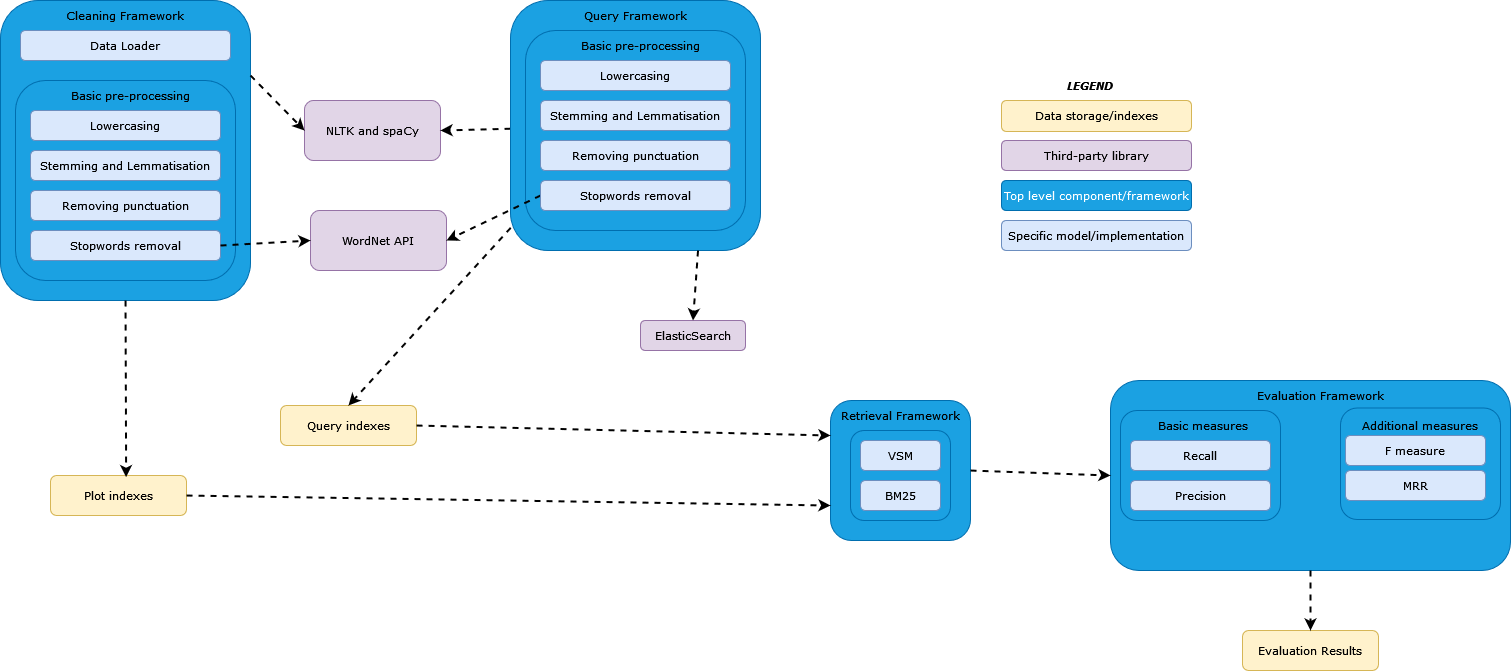 Cleaning Framework
Data Loader
Basic pre-processing
Lowercasing
Stemming and Lemmatisation
Removing punctuation
Stopwords removal
NLTK and spaCy
WordNet API
Query Framework
Basic pre-processing
Lowercasing
Stemming and Lemmatisation
Removing punctuation
Stopwords removal
ElasticSearch
LEGEND
Data storage/indexes
Third-party library
Top level component/framework
Specific model/implementation
Query indexes
Plot indexes
Retrieval Framework
VSM
BM25
Evaluation Framework
Basic measures
Recall
Precision
Additional measures
F measure
MRR
Evaluation Results